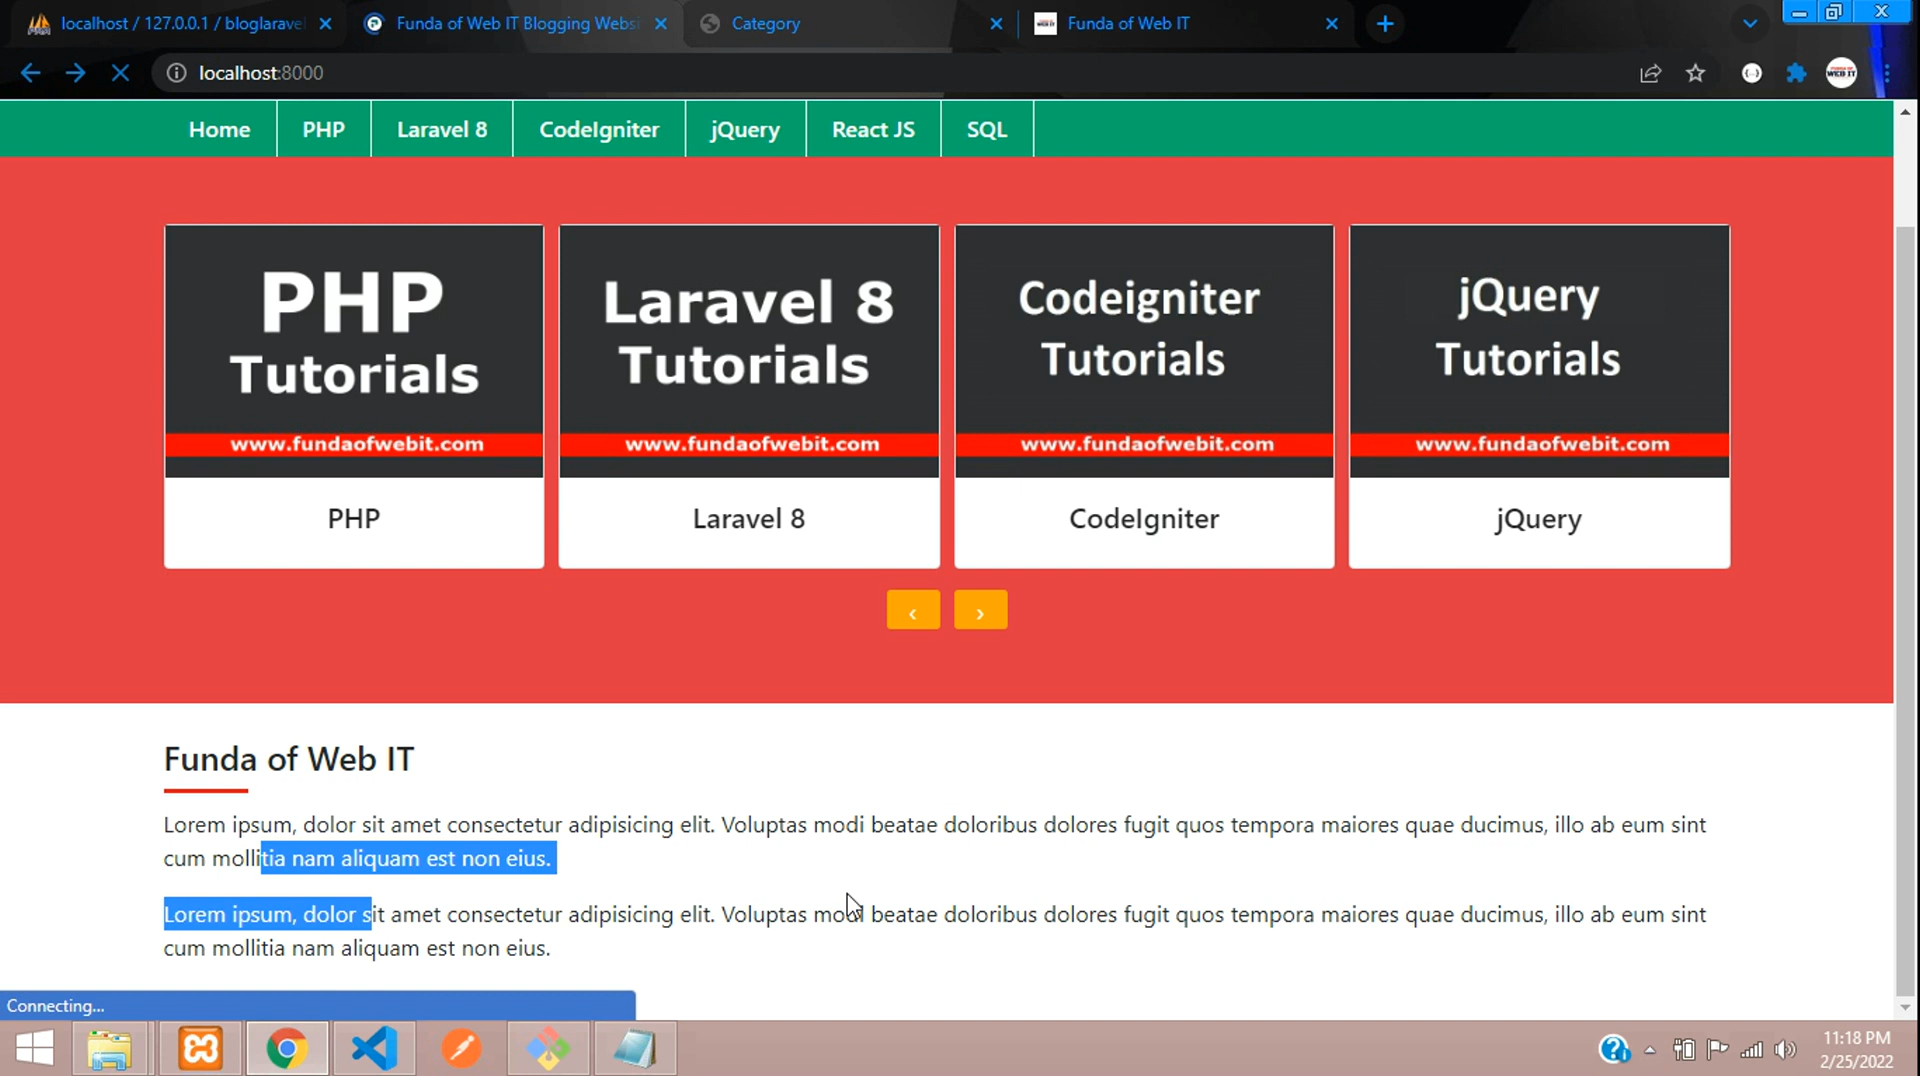 localhost / 127.0.0.1 / bloglaravel
Funda of Web IT Blogging Websi
Category
Funda of Web IT
localhost:8000
Home
PHP
Laravel 8
CodeIgniter
jQuery
React JS
SQL
PHP
Tutorials
www.fundaofwebit.com
PHP
Laravel 8
Tutorials
www.fundaofwebit.com
Laravel 8
Codeigniter
Tutorials
www.fundaofwebit.com
CodeIgniter
jQuery
Tutorials
www.fundaofwebit.com
jQuery
‹ ›
Funda of Web IT
Lorem ipsum, dolor sit amet consectetur adipisicing elit. Voluptas modi beatae doloribus dolores fugit quos tempora maiores quae ducimus, illo ab eum sint
cum mollitia nam aliquam est non eius.
Lorem ipsum, dolor sit amet consectetur adipisicing elit. Voluptas modi beatae doloribus dolores fugit quos tempora maiores quae ducimus, illo ab eum sint
cum mollitia nam aliquam est non eius.
Connecting...
11:18 PM
2/25/2022